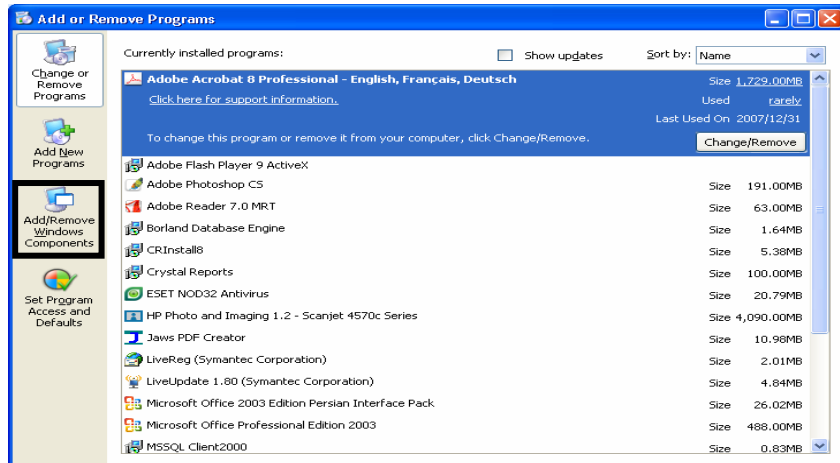 Add or Remove Programs
Change or
Remove
Programs
Add New
Programs
Add/Remove
Windows
Components
Set Program
Access and
Defaults
Currently installed programs:
Show updates
Sort by: Name
Adobe Acrobat 8 Professional - English, Français, Deutsch Size 1,729.00MB
Click here for support information. Used rarely
Last Used On 2007/12/31
To change this program or remove it from your computer, click Change/Remove. Change/Remove
Adobe Flash Player 9 ActiveX
Adobe Photoshop CS Size 191.00MB
Adobe Reader 7.0 MRT Size 63.00MB
Borland Database Engine Size 1.64MB
CRInstall8 Size 5.38MB
Crystal Reports Size 100.00MB
ESET NOD32 Antivirus Size 20.79MB
HP Photo and Imaging 1.2 - Scanjet 4570c Series Size 4,090.00MB
Jaws PDF Creator Size 10.98MB
LiveReg (Symantec Corporation) Size 2.01MB
LiveUpdate 1.80 (Symantec Corporation) Size 4.84MB
Microsoft Office 2003 Edition Persian Interface Pack Size 26.02MB
Microsoft Office Professional Edition 2003 Size 488.00MB
MSSQL Client2000 Size 0.83MB